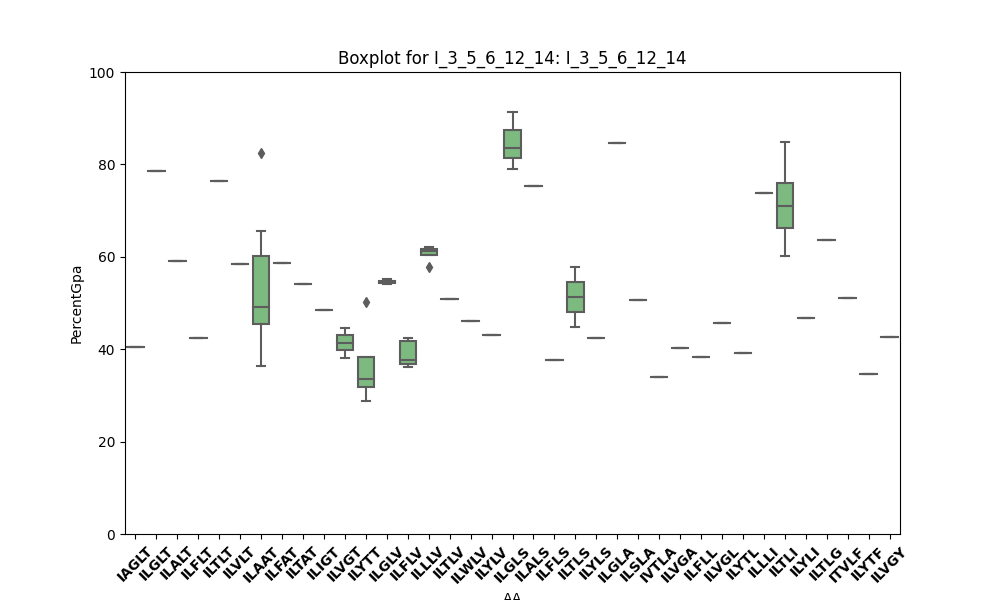 Boxplot for I_3_5_6_12_14: I_3_5_6_12_14
PercentGpa
100
80
60
40
20
0
IAGLT
ILGLT
ILALT
ILFLT
ILTLT
ILVLT
ILAAT
ILFAT
ILTAT
ILIGT
ILVGT
ILYTT
ILGLV
ILFLV
ILLLV
ILTLV
ILWLV
ILYLV
ILGLS
ILALS
ILFLS
ILTLS
ILYLS
ILGLA
ILSLA
IVTLA
ILVGA
ILFLL
ILVGL
ILYTL
ILLLI
ILTLI
ILYLI
ILTLG
ITVLF
ILYTF
ILVGY
AA